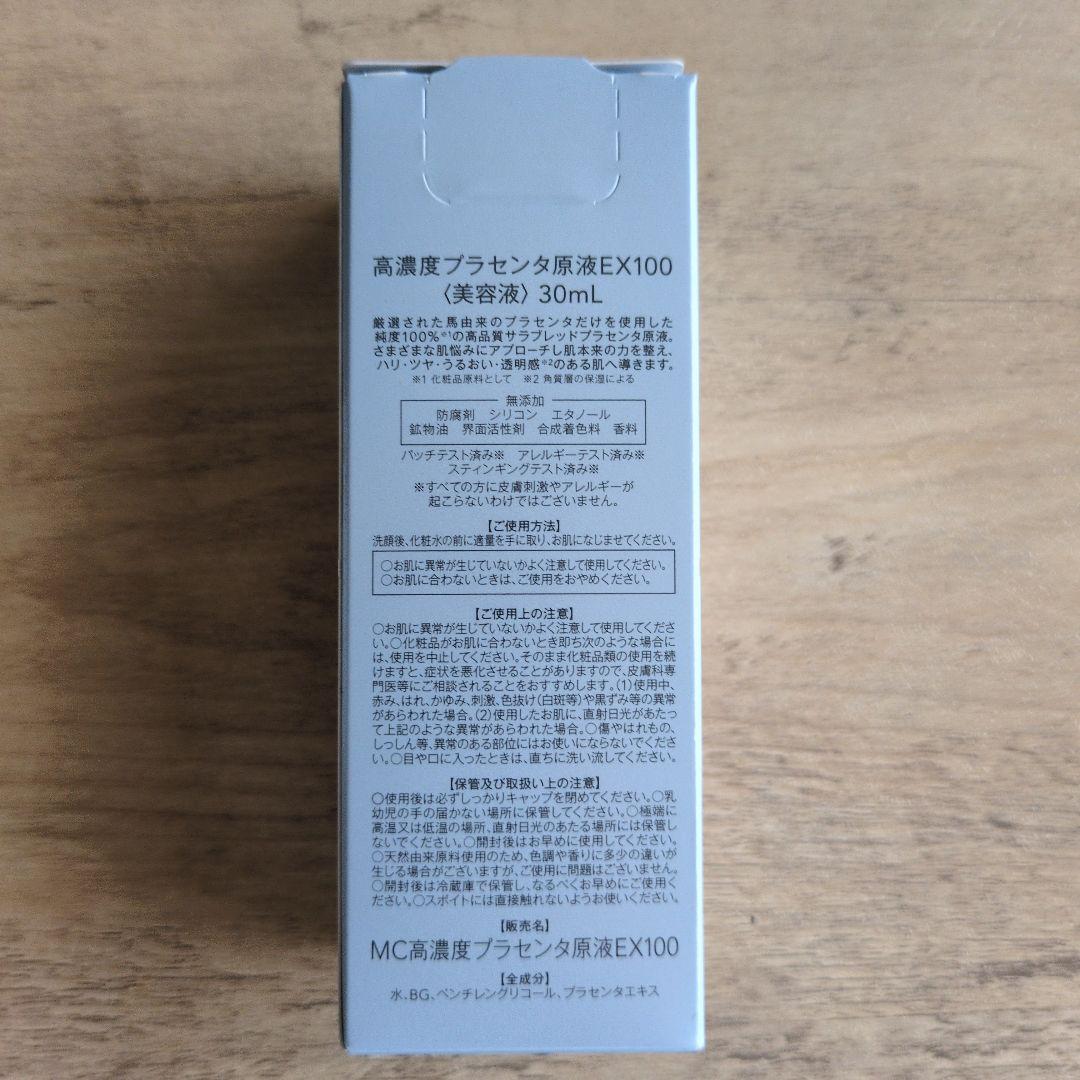 高濃度プラセンタ原液EX100
〈美容液〉 30mL
厳選された馬由来のプラセンタだけを使用した
純度100%※1の高品質サラブレッドプラセンタ原液。
さまざまな肌悩みにアプローチし肌本来の力を整え、
ハリ・ツヤ・うるおい・透明感※2のある肌へ導きます。
※1 化粧品原料として ※2 角質層の保湿による
無添加
防腐剤 シリコン エタノール
鉱物油 界面活性剤 合成着色料 香料
パッチテスト済み※ アレルギーテスト済み※
スティンギングテスト済み※
※すべての方に皮膚刺激やアレルギーが
起こらないわけではございません。
【ご使用方法】
洗顔後、化粧水の前に適量を手に取り、お肌になじませてください。
○お肌に異常が生じていないかよく注意して使用してください。
○お肌に合わないときは、ご使用をおやめください。
【ご使用上の注意】
○お肌に異常が生じていないかよく注意して使用してくださ
い。○化粧品がお肌に合わないとき即ち次のような場合に
は、使用を中止してください。そのまま化粧品類の使用を続
けますと、症状を悪化させることがありますので、皮膚科専
門医等にご相談されることをおすすめします。(1)使用中、
赤み、はれ、かゆみ、刺激、色抜け(白斑等)や黒ずみ等の異常
があらわれた場合。(2)使用したお肌に、直射日光があたっ
て上記のような異常があらわれた場合。○傷やはれもの、
しっしん等、異常のある部位にはお使いにならないでくださ
い。○目や口に入ったときは、直ちに洗い流してください。
【保管及び取扱い上の注意】
○使用後は必ずしっかりキャップを閉めてください。○乳
幼児の手の届かない場所に保管してください。○極端に
高温又は低温の場所、直射日光のあたる場所には保管し
ないでください。○開封後はお早めに使用してください。
○天然由来原料使用のため、色調や香りに多少の違いが
生じる場合がございますが、ご使用に問題はございません。
○開封後は冷蔵庫で保管し、なるべくお早めにご使用く
ださい。○スポイトには直接触れないようお使いください。
【販売名】
MC高濃度プラセンタ原液EX100
【全成分】
水、BG、ペンチレングリコール、プラセンタエキス